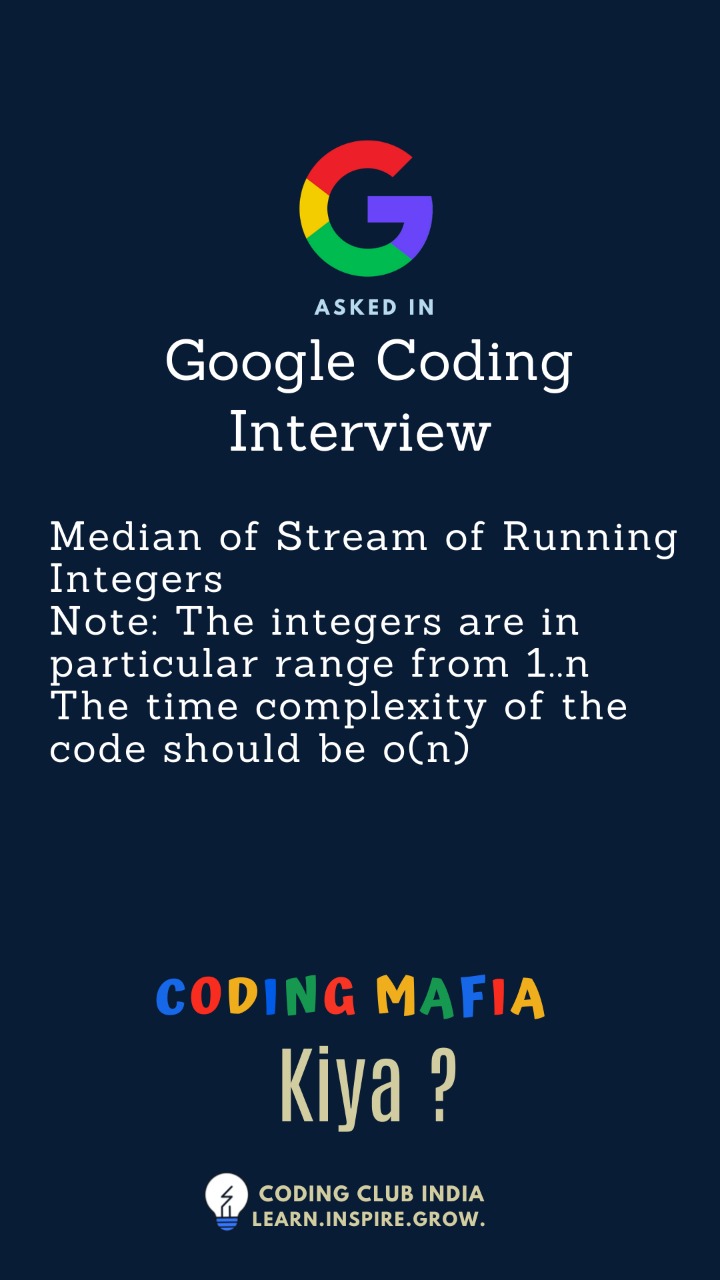 ASKED IN
Google Coding
Interview
Median of Stream of Running
Integers
Note: The integers are in
particular range from 1..n
The time complexity of the
code should be o(n)
CODING MAFIA
Kiya ?
CODING CLUB INDIA
LEARN.INSPIRE.GROW.